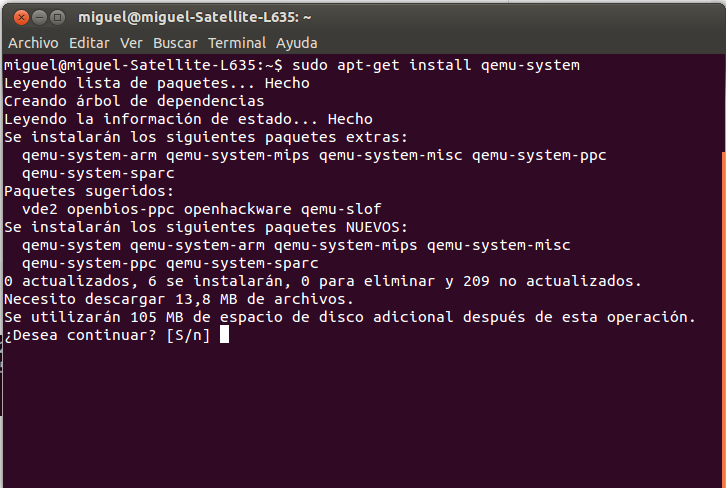 miguel@miguel-Satellite-L635: ~
Archivo Editar Ver Buscar Terminal Ayuda
miguel@miguel-Satellite-L635:~$ sudo apt-get install qemu-system
Leyendo lista de paquetes... Hecho
Creando árbol de dependencias
Leyendo la información de estado... Hecho
Se instalarán los siguientes paquetes extras:
qemu-system-arm qemu-system-mips qemu-system-misc qemu-system-ppc
qemu-system-sparc
Paquetes sugeridos:
vde2 openbios-ppc openhackware qemu-slof
Se instalarán los siguientes paquetes NUEVOS:
qemu-system qemu-system-arm qemu-system-mips qemu-system-misc
qemu-system-ppc qemu-system-sparc
0 actualizados, 6 se instalarán, 0 para eliminar y 209 no actualizados.
Necesito descargar 13,8 MB de archivos.
Se utilizarán 105 MB de espacio de disco adicional después de esta operación.
¿Desea continuar? [S/n]